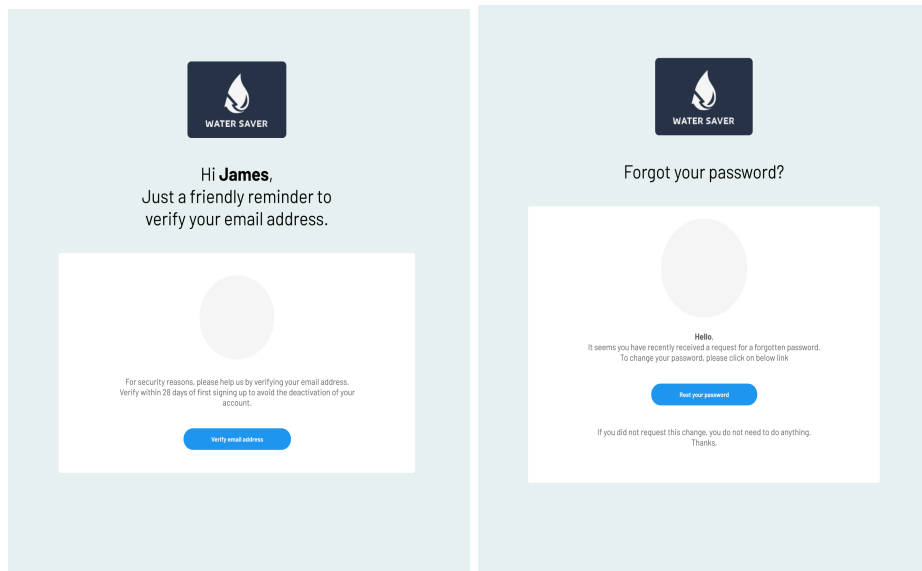 WATER SAVER
Hi James,
Just a friendly reminder to
verify your email address.
For security reasons, please help us by verifying your email address.
Verify within 28 days of first signing up to avoid the deactivation of your
account.
Verify email address
WATER SAVER
Forgot your password?
Hello,
It seems you have recently received a request for a forgotten password.
To change your password, please click on below link
Rest your password
If you did not request this change, you do not need to do anything.
Thanks,